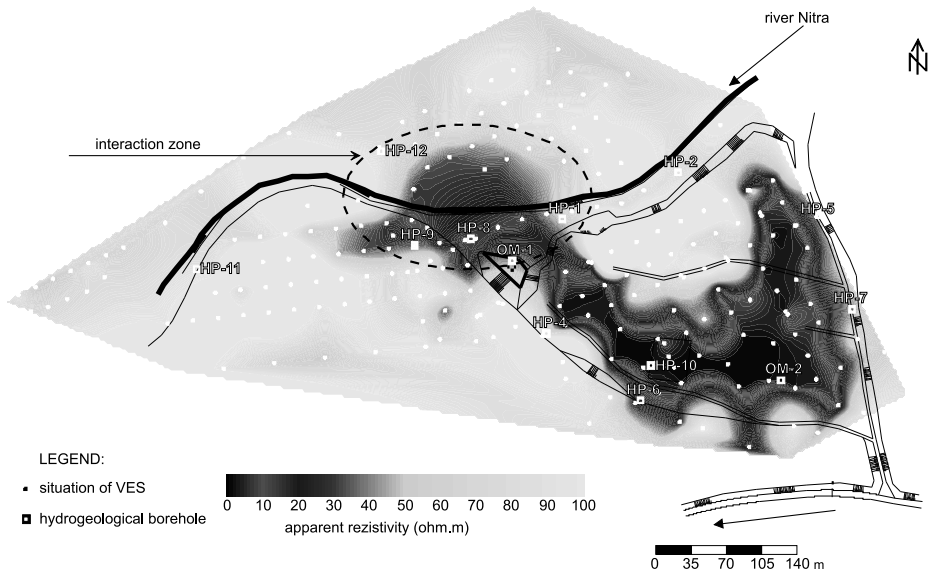 river Nitra
N
interaction zone
HP-12
HP-2
HP-1
HP-5
HP-8
HP-9
OM-1
HP-11
HP-7
HP-4
HP-10
OM-2
HP-6
LEGEND:
situation of VES
hydrogeological borehole
0 10 20 30 40 50 60 70 80 90 100
apparent rezistivity (ohm.m)
0 35 70 105 140 m